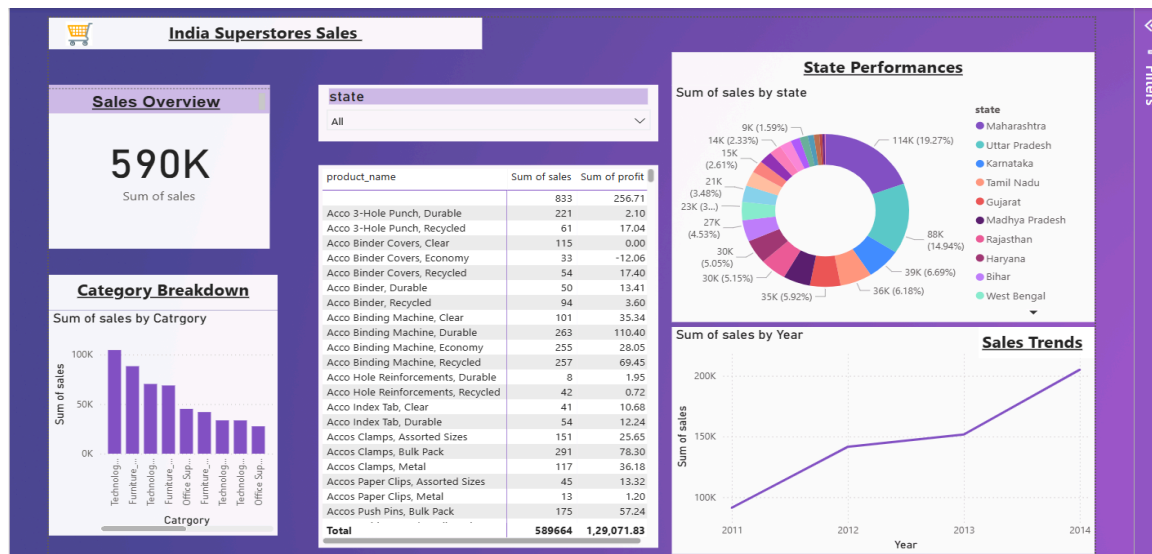 India Superstores Sales
Sales Overview
590K
Sum of sales
Category Breakdown
Sum of sales by Catrgory
Sum of sales
100K
50K
0K
Technolog...
Furniture_...
Technolog...
Furniture_...
Office Sup...
Furniture_...
Technolog...
Technolog...
Office Sup...
Catrgory
state
All
product_name Sum of sales Sum of profit
833 256.71
Acco 3-Hole Punch, Durable 221 2.10
Acco 3-Hole Punch, Recycled 61 17.04
Acco Binder Covers, Clear 115 0.00
Acco Binder Covers, Economy 33 -12.06
Acco Binder Covers, Recycled 54 17.40
Acco Binder, Durable 50 13.41
Acco Binder, Recycled 94 3.60
Acco Binding Machine, Clear 101 35.34
Acco Binding Machine, Durable 263 110.40
Acco Binding Machine, Economy 255 28.05
Acco Binding Machine, Recycled 257 69.45
Acco Hole Reinforcements, Durable 8 1.95
Acco Hole Reinforcements, Recycled 42 0.72
Acco Index Tab, Clear 41 10.68
Acco Index Tab, Durable 54 12.24
Accos Clamps, Assorted Sizes 151 25.65
Accos Clamps, Bulk Pack 291 78.30
Accos Clamps, Metal 117 36.18
Accos Paper Clips, Assorted Sizes 45 13.32
Accos Paper Clips, Metal 13 1.20
Accos Push Pins, Bulk Pack 175 57.24
Total 589664 1,29,071.83
State Performances
Sum of sales by state
114K (19.27%)
88K
(14.94%)
39K (6.69%)
36K (6.18%)
35K (5.92%)
30K (5.15%)
30K
(5.05%)
27K
(4.53%)
23K (3...)
21K
(3.48%)
15K
(2.61%)
14K (2.33%)
9K (1.59%)
state
Maharashtra
Uttar Pradesh
Karnataka
Tamil Nadu
Gujarat
Madhya Pradesh
Rajasthan
Haryana
Bihar
West Bengal
Sum of sales by Year
Sales Trends
Sum of sales
200K
150K
100K
2011 2012 2013 2014
Year
Filters